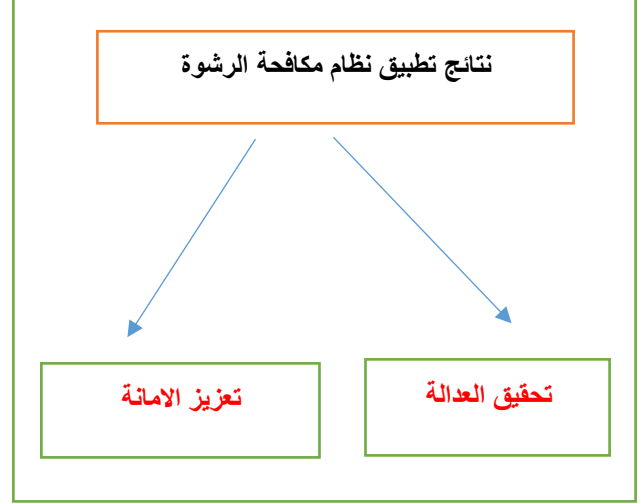 نتائج تطبيق نظام مكافحة الرشوة
تحقيق العدالة
تعزيز الامانة